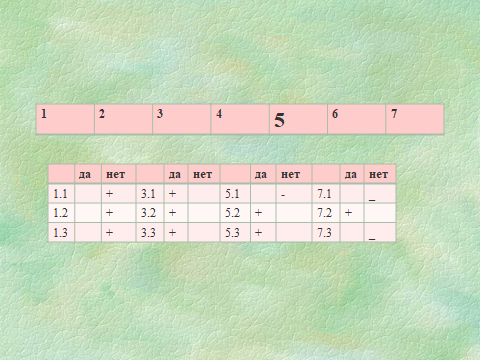 1 2 3 4 5 6 7
да нет да нет да нет да нет
1.1 + 3.1 + 5.1 - 7.1 _
1.2 + 3.2 + 5.2 + 7.2 +
1.3 + 3.3 + 5.3 + 7.3 _